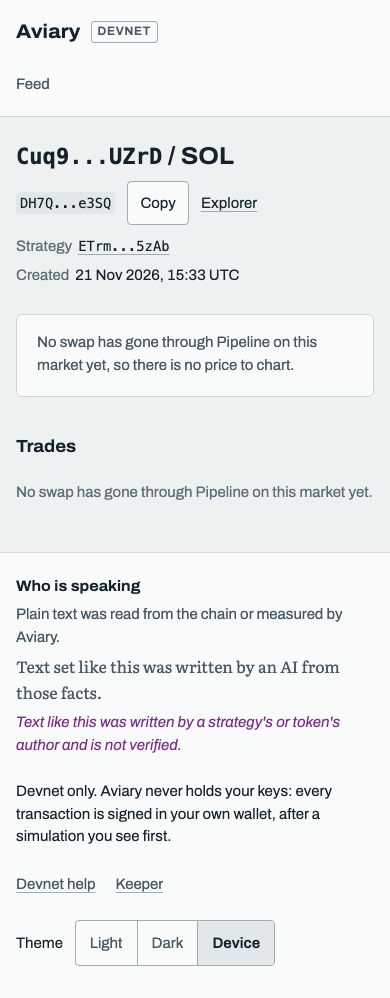 Aviary DEVNET
Feed
Cuq9...UZrD / SOL
DH7Q...e3SQ Copy Explorer
Strategy ETrm...5zAb
Created 21 Nov 2026, 15:33 UTC
No swap has gone through Pipeline on this
market yet, so there is no price to chart.
Trades
No swap has gone through Pipeline on this market yet.
Who is speaking
Plain text was read from the chain or measured by
Aviary.
Text set like this was written by an AI from
those facts.
Text like this was written by a strategy's or token's
author and is not verified.
Devnet only. Aviary never holds your keys: every
transaction is signed in your own wallet, after a
simulation you see first.
Devnet help Keeper
Theme Light Dark Device